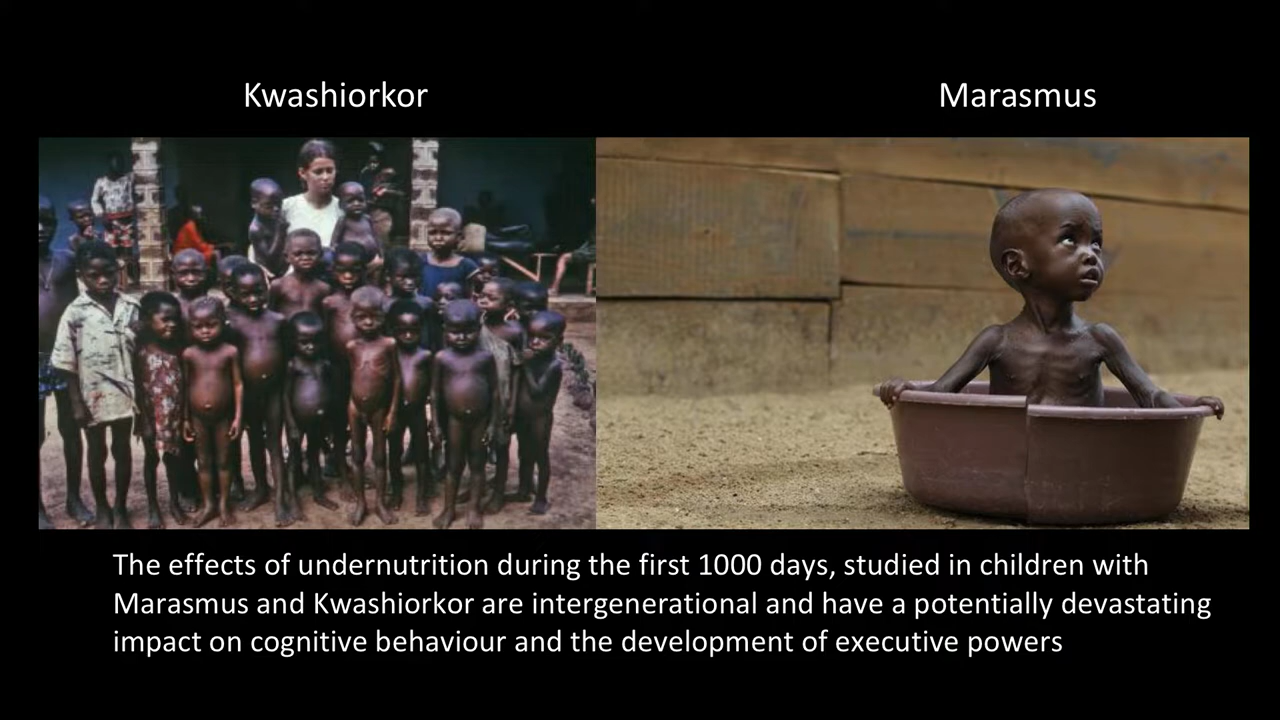 Kwashiorkor
Marasmus
The effects of undernutrition during the first 1000 days, studied in children with
Marasmus and Kwashiorkor are intergenerational and have a potentially devastating
impact on cognitive behaviour and the development of executive powers